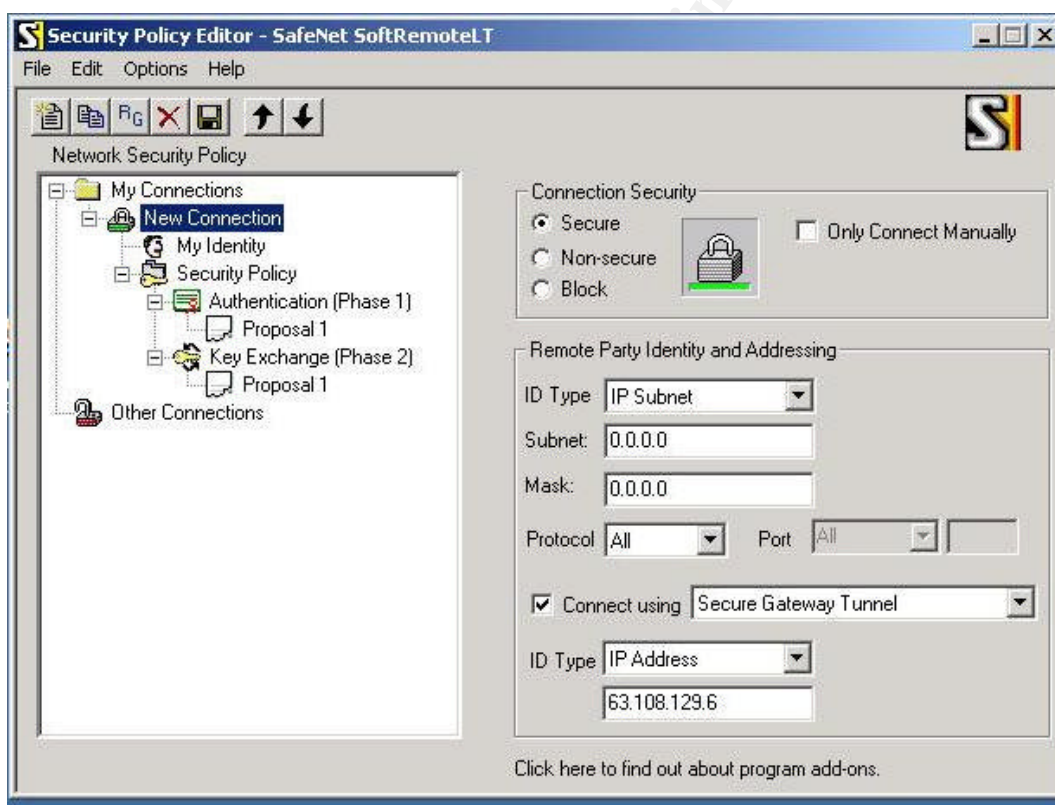 Security Policy Editor - SafeNet SoftRemoteLT
File Edit Options Help
RG
Network Security Policy
My Connections
New Connection
My Identity
Security Policy
Authentication (Phase 1)
Proposal 1
Key Exchange (Phase 2)
Proposal 1
Other Connections
Connection Security
Secure
Non-secure
Block
Only Connect Manually
Remote Party Identity and Addressing
ID Type IP Subnet
Subnet: 0.0.0.0
Mask: 0.0.0.0
Protocol All Port All
Connect using Secure Gateway Tunnel
ID Type IP Address
63.108.129.6
Click here to find out about program add-ons.